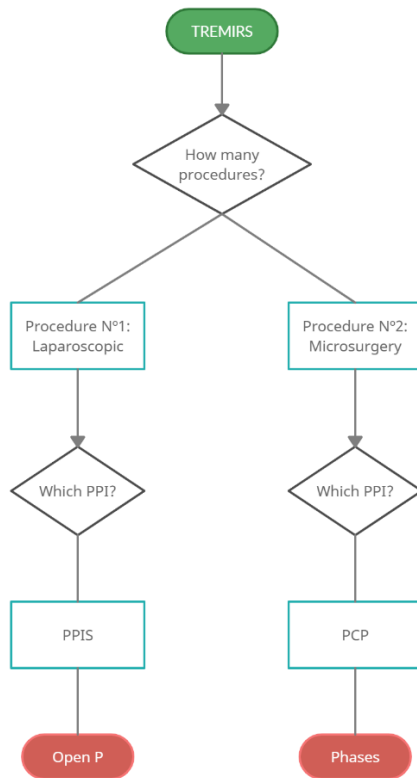 TREMIRS
How many
procedures?
Procedure Nº1:
Laparoscopic
Procedure Nº2:
Microsurgery
Which PPI?
Which PPI?
PPIS
PCP
Open P
Phases